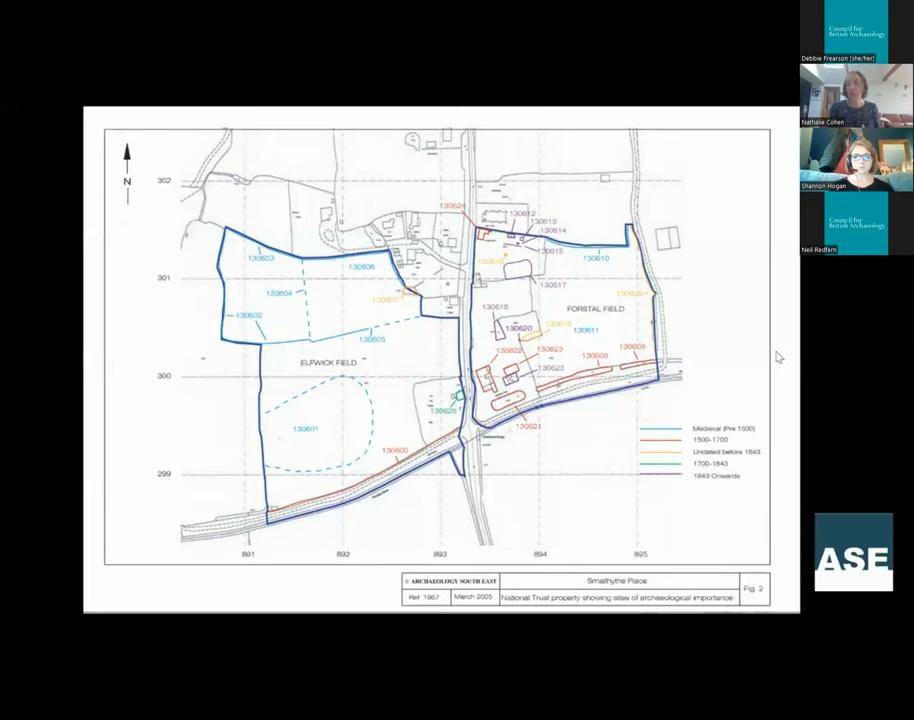 Council for
British Archaeology
Debbie Frearson [she/her]
Nathalie Cohen
Shannon Hogan
Council for
British Archaeology
Neil Redfern
N
302
301
300
299
891
892
893
894
895
130624
130612
130613
130614
130615
130617
130603
130606
130604
130607
130602
130605
130610
130609
FORSTAL FIELD
130618
130620
130619
130611
ELFWICK FIELD
130622
130623
130608
130608
130623
130625
130601
130621
130600
Medieval (Pre 1500)
1500-1700
Undated before 1843
1700-1843
1843 Onwards
© ARCHAEOLOGY SOUTH EAST
Smallhythe Place
Fig. 2
Ref: 1967
March 2005
National Trust property showing sites of archaeological importance
ASE